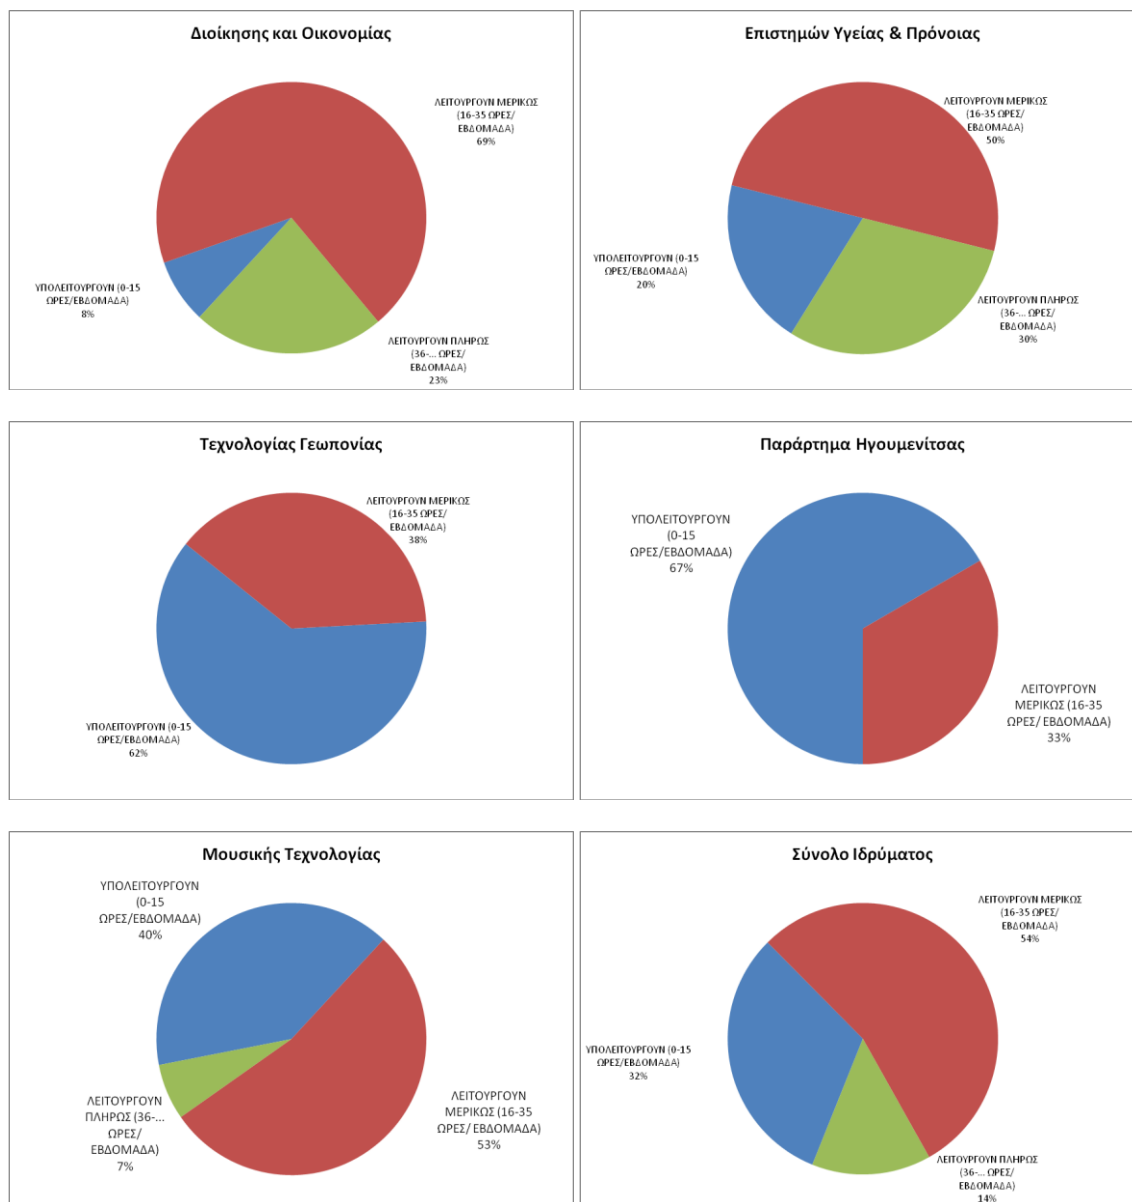 Διοίκησης και Οικονομίας
ΛΕΙΤΟΥΡΓΟΥΝ ΜΕΡΙΚΩΣ
(16-35 ΩΡΕΣ/
ΕΒΔΟΜΑΔΑ)
69%
ΥΠΟΛΕΙΤΟΥΡΓΟΥΝ (0-15
ΩΡΕΣ/ΕΒΔΟΜΑΔΑ)
8%
ΛΕΙΤΟΥΡΓΟΥΝ ΠΛΗΡΩΣ
(36-... ΩΡΕΣ/
ΕΒΔΟΜΑΔΑ)
23%
Επιστημών Υγείας & Πρόνοιας
ΛΕΙΤΟΥΡΓΟΥΝ ΜΕΡΙΚΩΣ
(16-35 ΩΡΕΣ/
ΕΒΔΟΜΑΔΑ)
50%
ΥΠΟΛΕΙΤΟΥΡΓΟΥΝ (0-15
ΩΡΕΣ/ΕΒΔΟΜΑΔΑ)
20%
ΛΕΙΤΟΥΡΓΟΥΝ ΠΛΗΡΩΣ
(36-... ΩΡΕΣ/
ΕΒΔΟΜΑΔΑ)
30%
Τεχνολογίας Γεωπονίας
ΛΕΙΤΟΥΡΓΟΥΝ ΜΕΡΙΚΩΣ
(16-35 ΩΡΕΣ/
ΕΒΔΟΜΑΔΑ)
38%
ΥΠΟΛΕΙΤΟΥΡΓΟΥΝ (0-15
ΩΡΕΣ/ΕΒΔΟΜΑΔΑ)
62%
Παράρτημα Ηγουμενίτσας
ΥΠΟΛΕΙΤΟΥΡΓΟΥΝ
(0-15
ΩΡΕΣ/ΕΒΔΟΜΑΔΑ)
67%
ΛΕΙΤΟΥΡΓΟΥΝ
ΜΕΡΙΚΩΣ (16-35
ΩΡΕΣ/ ΕΒΔΟΜΑΔΑ)
33%
Μουσικής Τεχνολογίας
ΥΠΟΛΕΙΤΟΥΡΓΟΥΝ
(0-15
ΩΡΕΣ/ΕΒΔΟΜΑΔΑ)
40%
ΛΕΙΤΟΥΡΓΟΥΝ
ΠΛΗΡΩΣ (36-...
ΩΡΕΣ/
ΕΒΔΟΜΑΔΑ)
7%
ΛΕΙΤΟΥΡΓΟΥΝ
ΜΕΡΙΚΩΣ (16-35
ΩΡΕΣ/ ΕΒΔΟΜΑΔΑ)
53%
Σύνολο Ιδρύματος
ΛΕΙΤΟΥΡΓΟΥΝ ΜΕΡΙΚΩΣ
(16-35 ΩΡΕΣ/
ΕΒΔΟΜΑΔΑ)
54%
ΥΠΟΛΕΙΤΟΥΡΓΟΥΝ (0-15
ΩΡΕΣ/ΕΒΔΟΜΑΔΑ)
32%
ΛΕΙΤΟΥΡΓΟΥΝ ΠΛΗΡΩΣ
(36-... ΩΡΕΣ/
ΕΒΔΟΜΑΔΑ)
14%